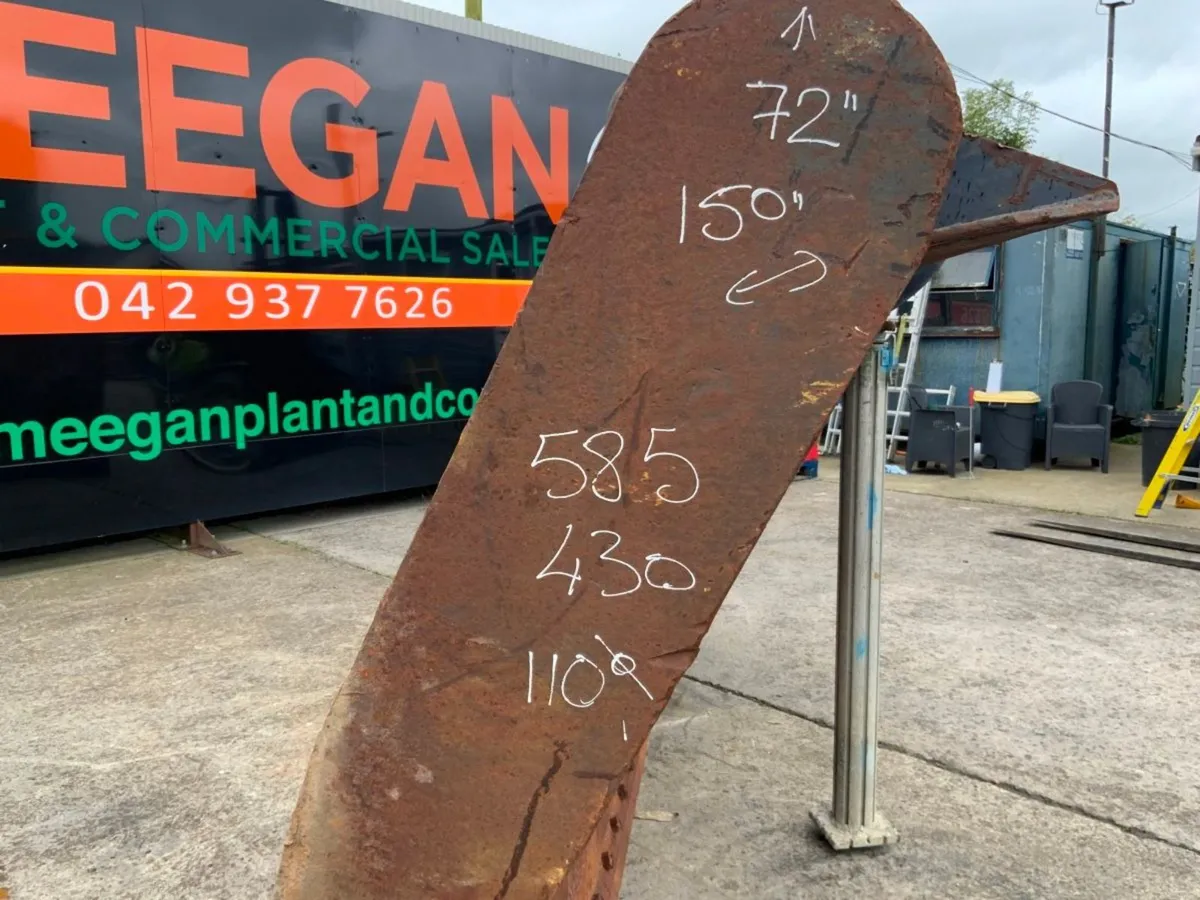 EEGAN
& COMMERCIAL SALE
042 937 7626
meeganplantandco
72"
150"
585
430
110